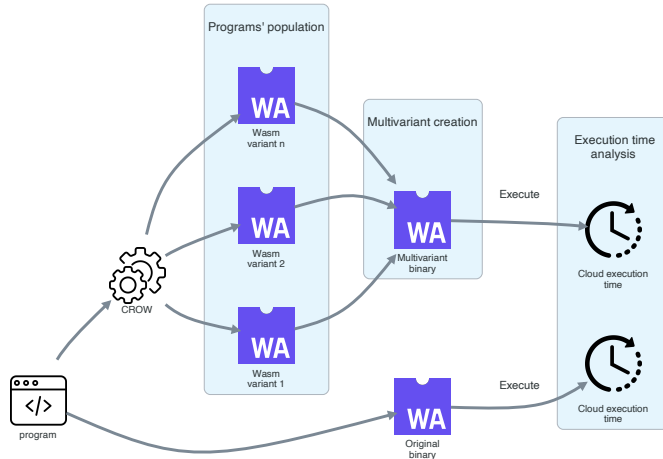 Programs' population
WA
Wasm
variant n
Multivariant creation
Execution time
analysis
WA
Wasm
variant 2
WA
Multivariant
binary
Execute
Cloud execution
time
CROW
WA
Wasm
variant 1
</>
program
WA
Original
binary
Execute
Cloud execution
time